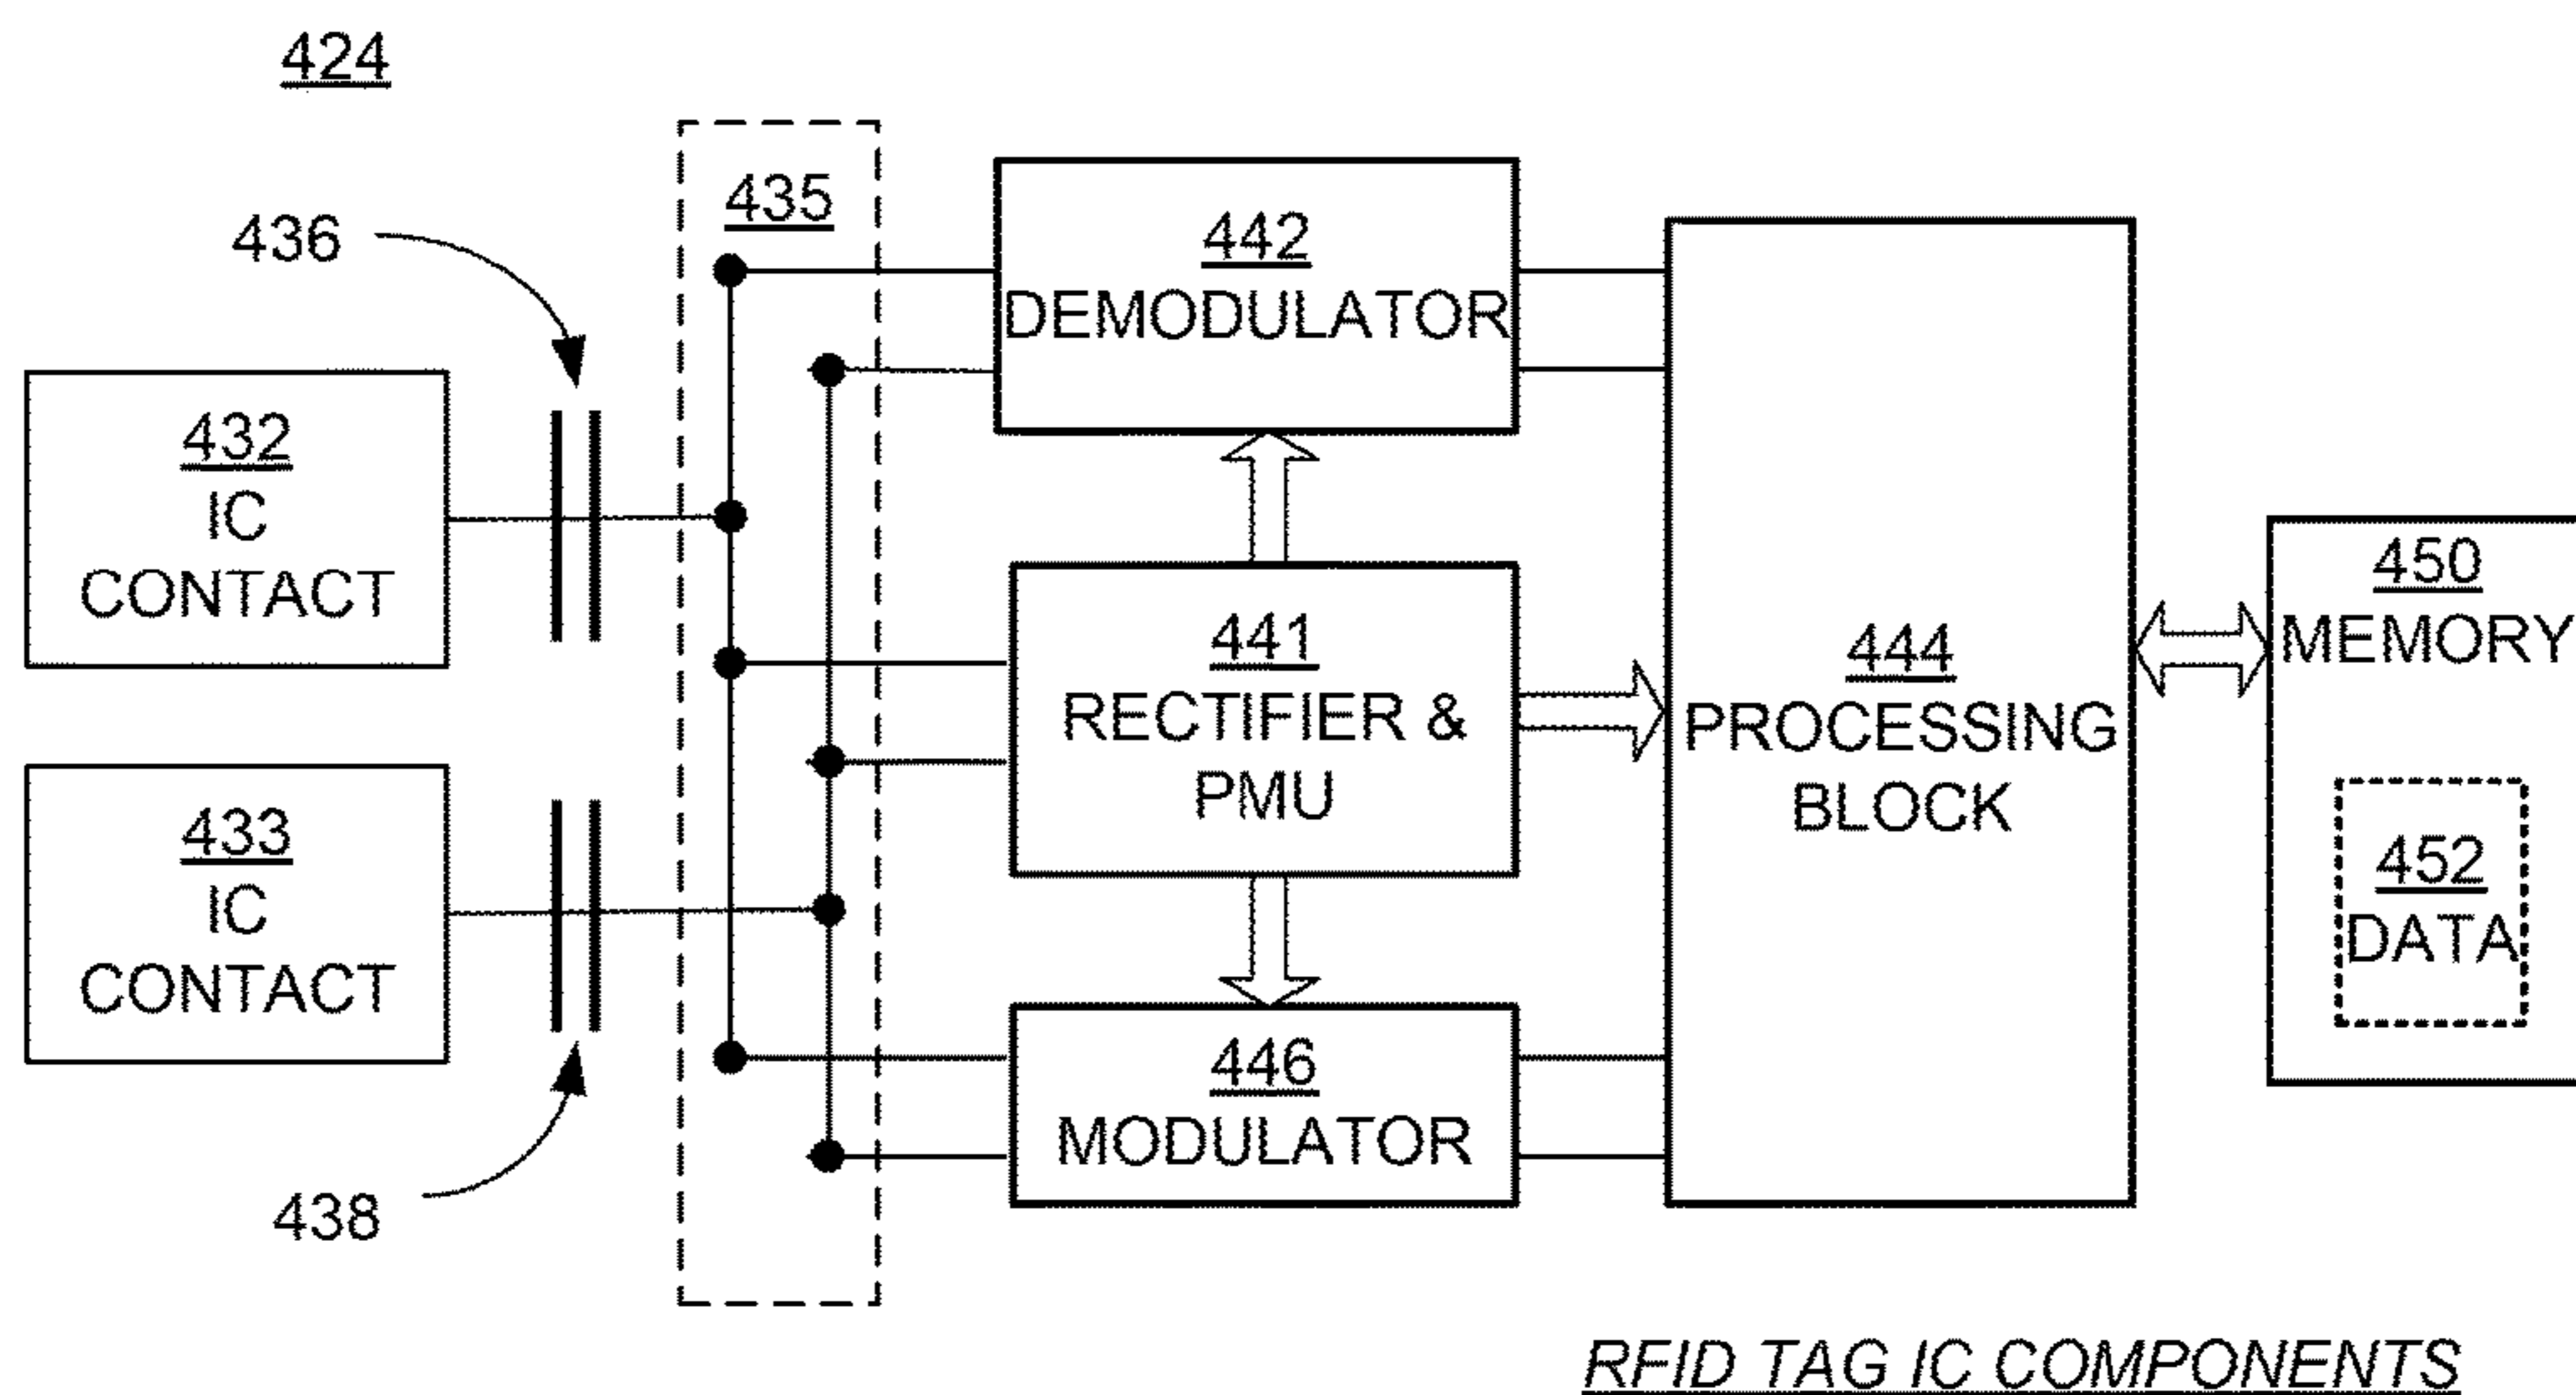 424
435
436
442
DEMODULATOR
432
IC
CONTACT
441
RECTIFIER &
PMU
444
PROCESSING
BLOCK
450
MEMORY
452
DATA
433
IC
CONTACT
446
MODULATOR
438
RFID TAG IC COMPONENTS